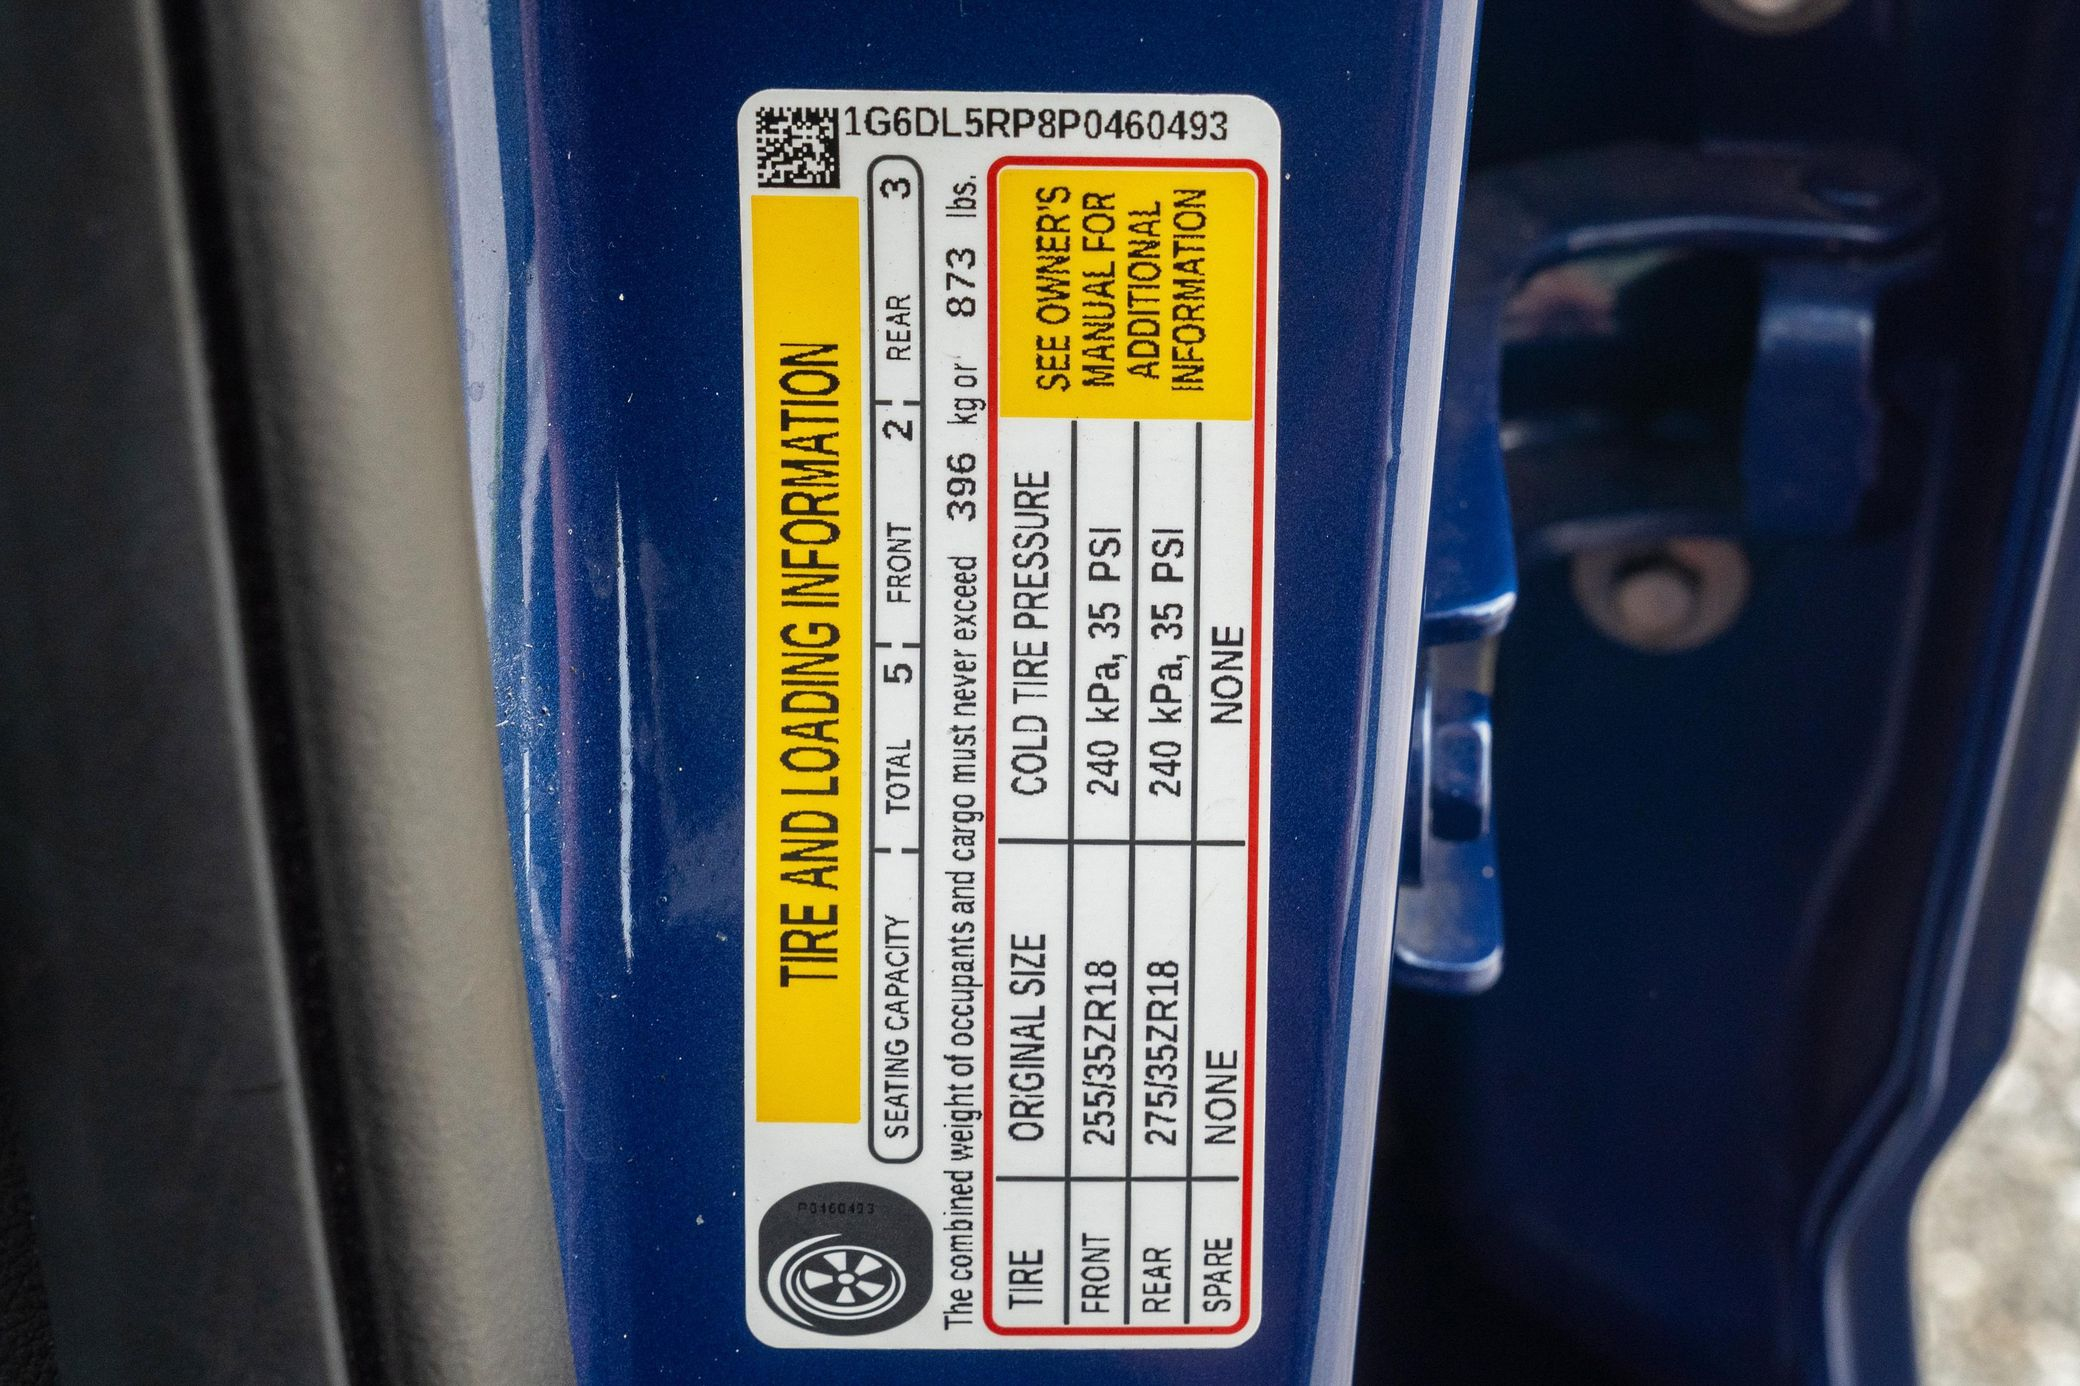 1G6DL5RP8P0460493
TIRE AND LOADING INFORMATION
SEATING CAPACITY TOTAL 5 FRONT 2 REAR 3
The combined weight of occupants and cargo must never exceed 396 kg or 873 lbs.
TIRE ORIGINAL SIZE COLD TIRE PRESSURE
FRONT 255/35ZR18 240 kPa, 35 PSI
REAR 275/35ZR18 240 kPa, 35 PSI
SPARE NONE NONE
SEE OWNER'S
MANUAL FOR
ADDITIONAL
INFORMATION
P0460493